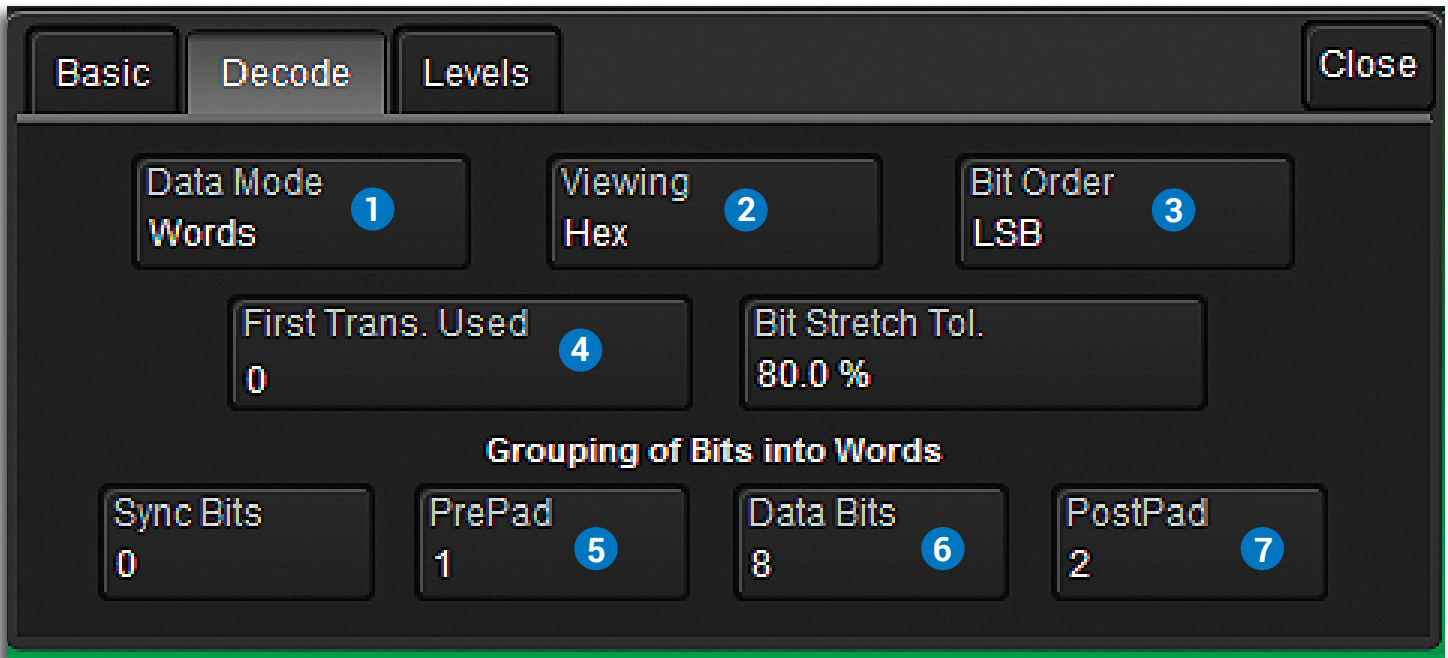 Basic Decode Levels Close
Data Mode 1 Viewing 2 Bit Order 3
Words Hex LSB
First Trans. Used 4 Bit Stretch Tol.
0 80.0 %
Grouping of Bits into Words
Sync Bits PrePad Data Bits PostPad
0 1 5 8 6 2 7